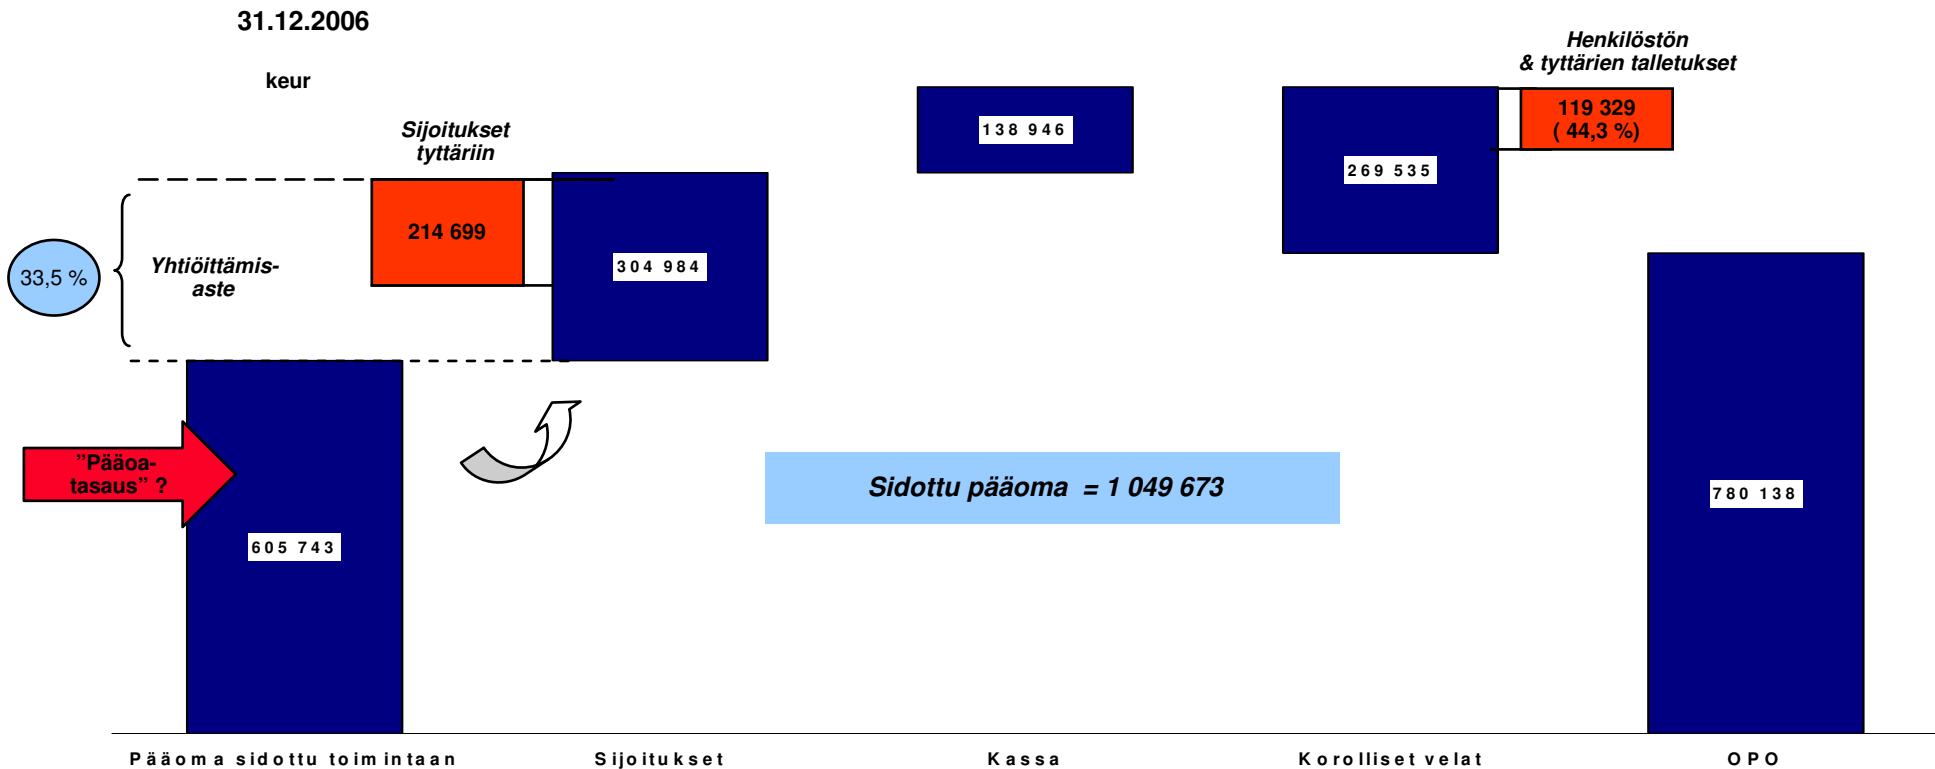 31.12.2006
keur
Henkilöstön
& tyttärien talletukset
119 329
( 44,3 %)
138 946
269 535
Sijoitukset
tyttäriin
214 699
304 984
33,5 %
Yhtiöittämis-
aste
"Pääoa-
tasaus" ?
605 743
Sidottu pääoma = 1 049 673
780 138
Pääoma sidottu toimintaan
Sijoitukset
Kassa
Korolliset velat
OPO